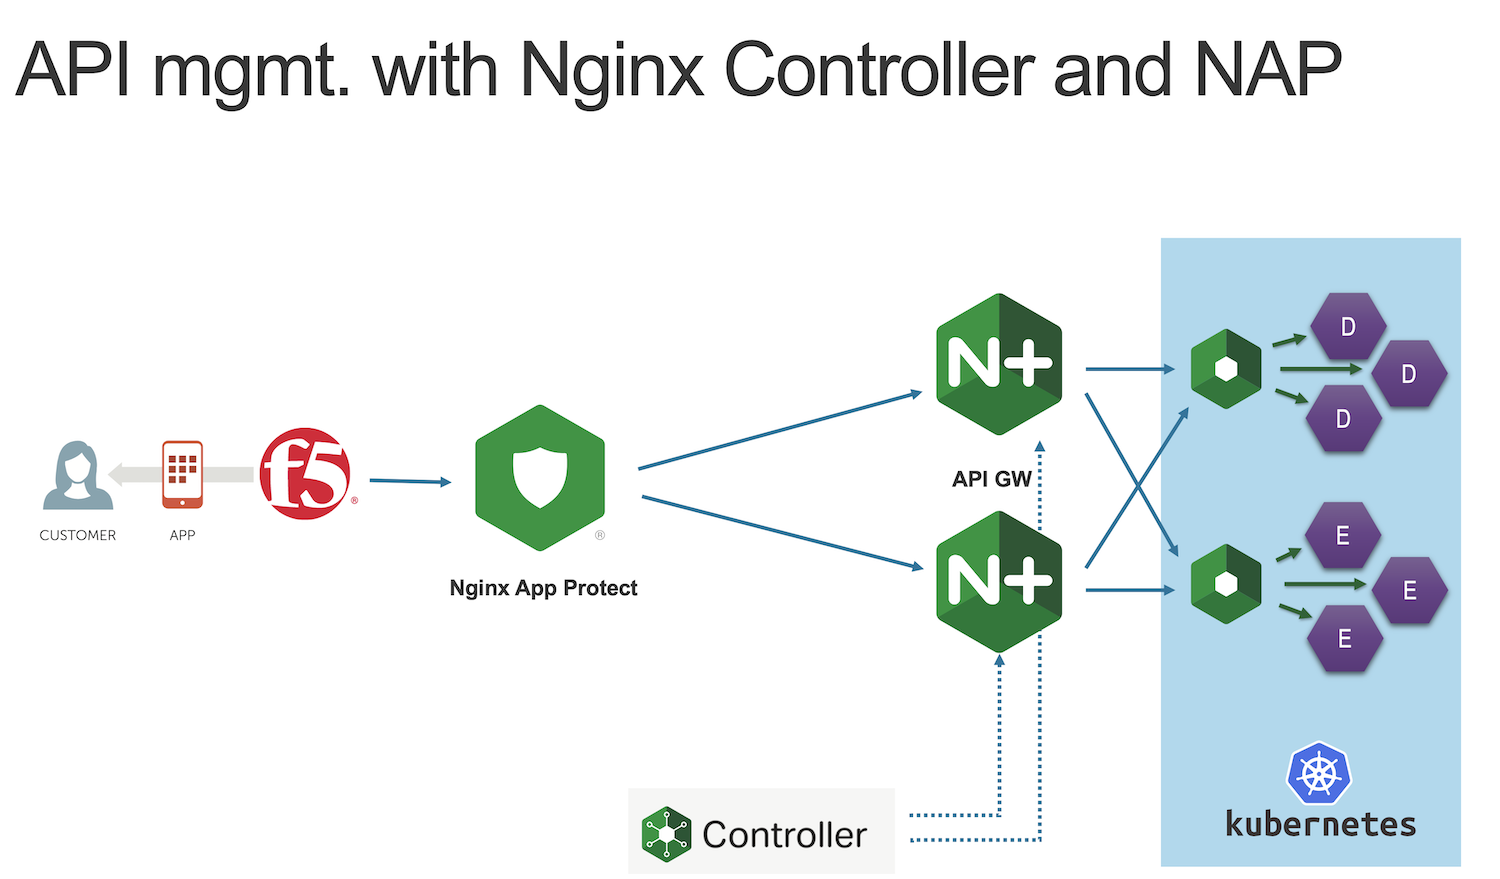 API mgmt. with Nginx Controller and NAP
CUSTOMER
APP
f5®
®
Nginx App Protect
N+
API GW
N+
D
D
D
E
E
E
kubernetes
Controller